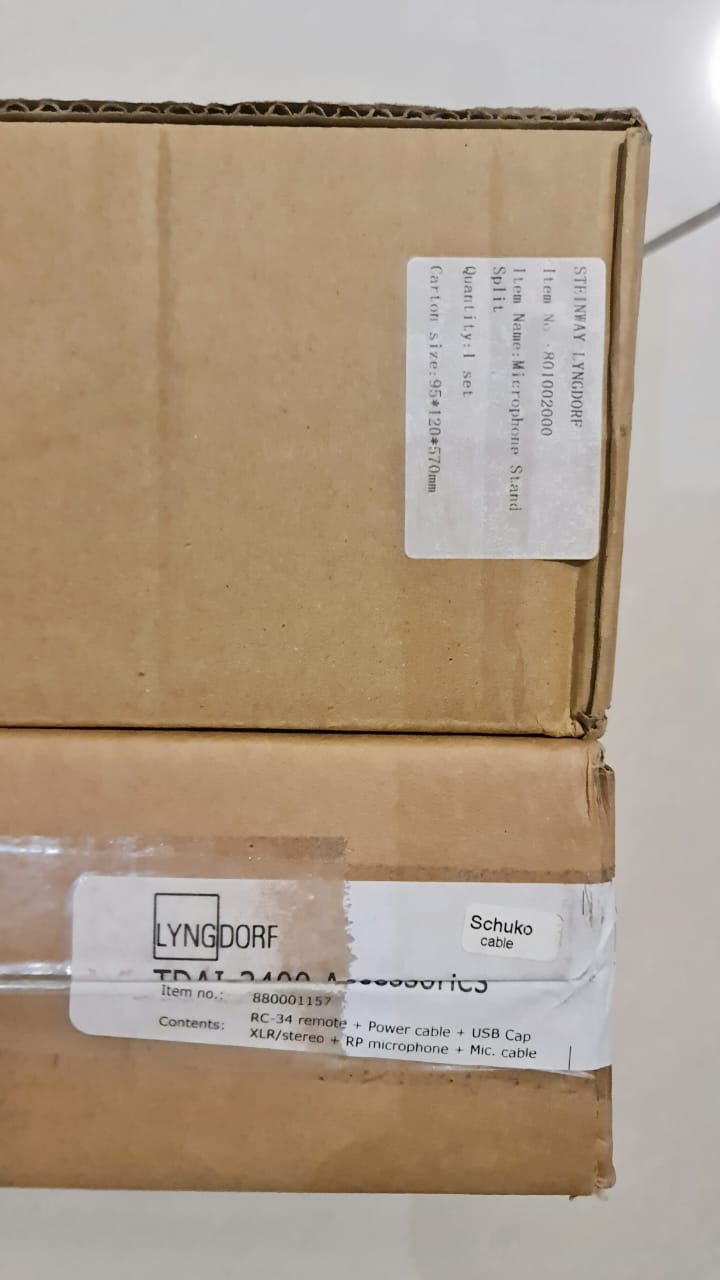 STEINWAY LYNGDORF
Item No.:801002000
Item Name:Microphone Stand
Split
Quantity:1 set
Carton size:95*120*570mm
LYNGDORF
Schuko
cable
Accessories
Item no.: 880001157
Contents: RC-34 remote + Power cable + USB Cap
XLR/stereo + RP microphone + Mic. cable